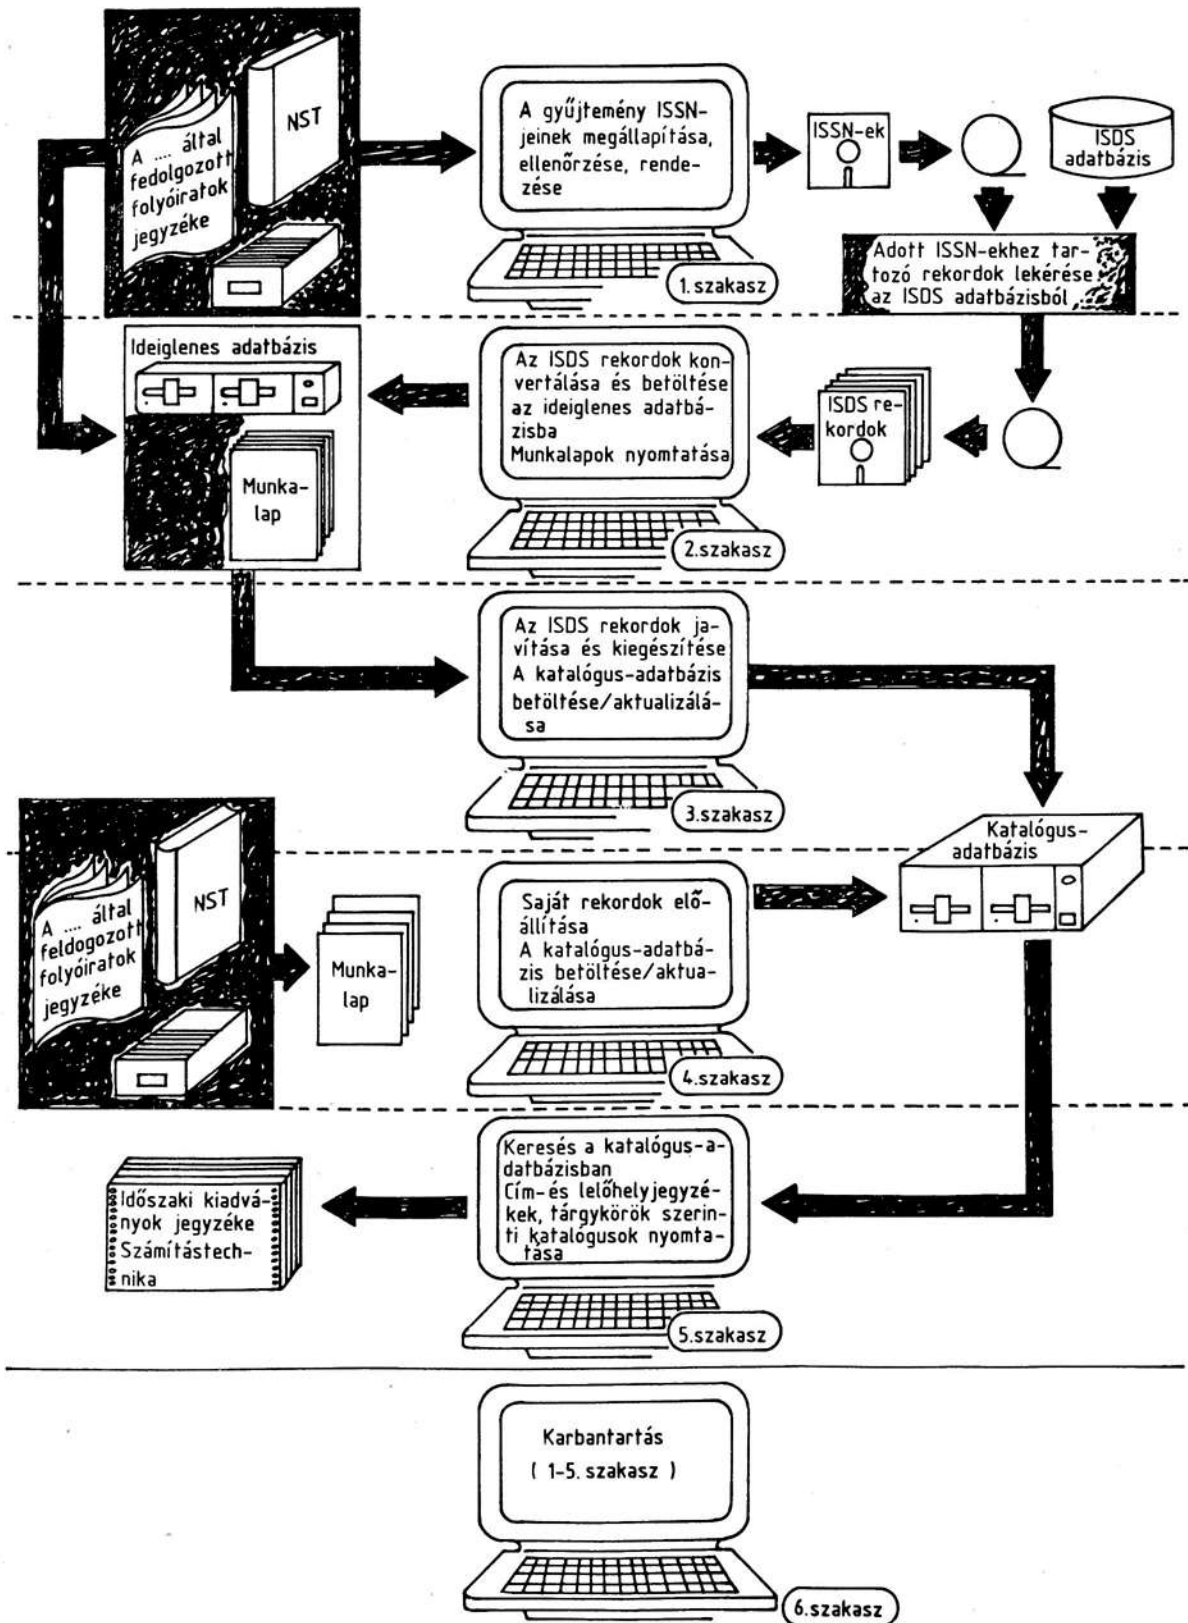 NST
A .... által
fedolgozott
folyóiratok
jegyzéke
A gyűjtemény ISSN-
jeinek megállapítása,
ellenőrzése, rende-
zése
1.szakasz
ISSN-ek
ISDS
adatbázis
Adott ISSN-ekhez tar-
tozó rekordok lekérése
az ISDS adatbázisból
Ideiglenes adatbázis
Munka-
lap
Az ISDS rekordok kon-
vertálása és betöltése
az ideiglenes adatbá-
zisba
Munkalapok nyomtatása
2.szakasz
ISDS re-
kordok
Az ISDS rekordok ja-
vítása és kiegészítése
A katalógus-adatbázis
betöltése/aktualizálá-
sa
3.szakasz
Katalógus-
adatbázis
NST
A .... által
feldogozott
folyóiratok
jegyzéke
Munka-
lap
Saját rekordok elő-
állítása
A katalógus-adatbá-
zis betöltése/aktua-
lizálása
4.szakasz
Keresés a katalógus-a-
datbázisban
Cím-és lelőhelyjegyzé-
kek, tárgykörök szerin-
ti katalógusok nyomta-
tása
5.szakasz
Időszaki kiadvá-
nyok jegyzéke
Számítástech-
nika
Karbantartás
( 1-5. szakasz )
6.szakasz